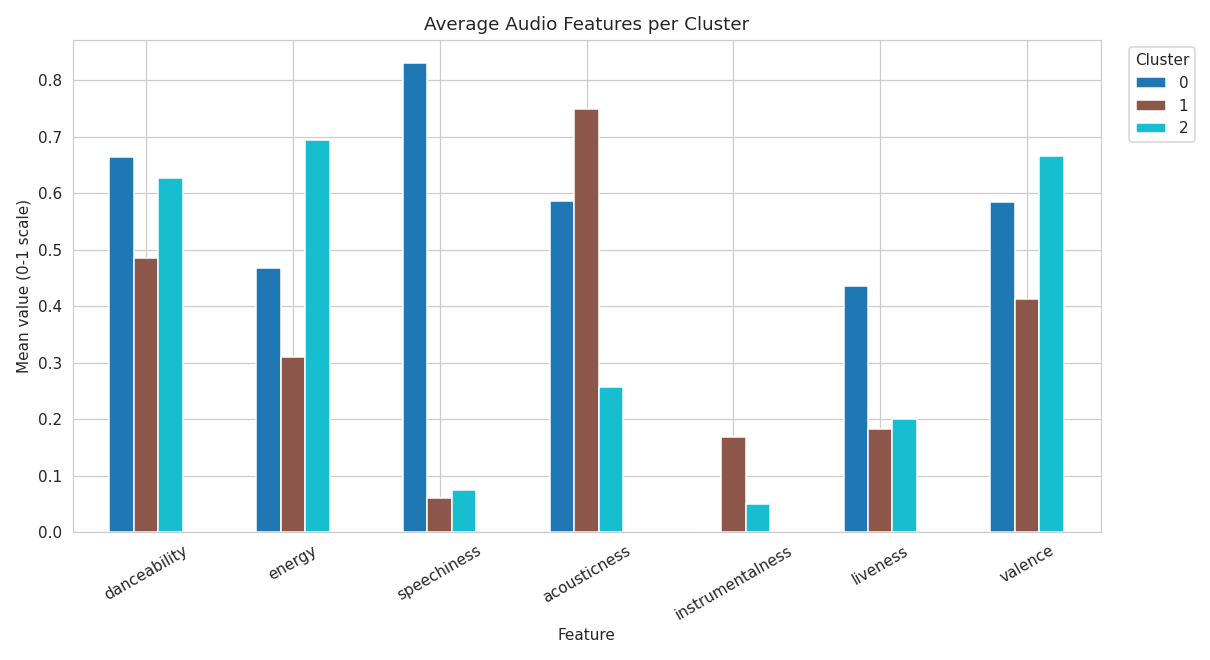 Average Audio Features per Cluster
Cluster
0
1
2
Mean value (0-1 scale)
0.8
0.7
0.6
0.5
0.4
0.3
0.2
0.1
0.0
danceability
energy
speechiness
acousticness
instrumentalness
liveness
valence
Feature